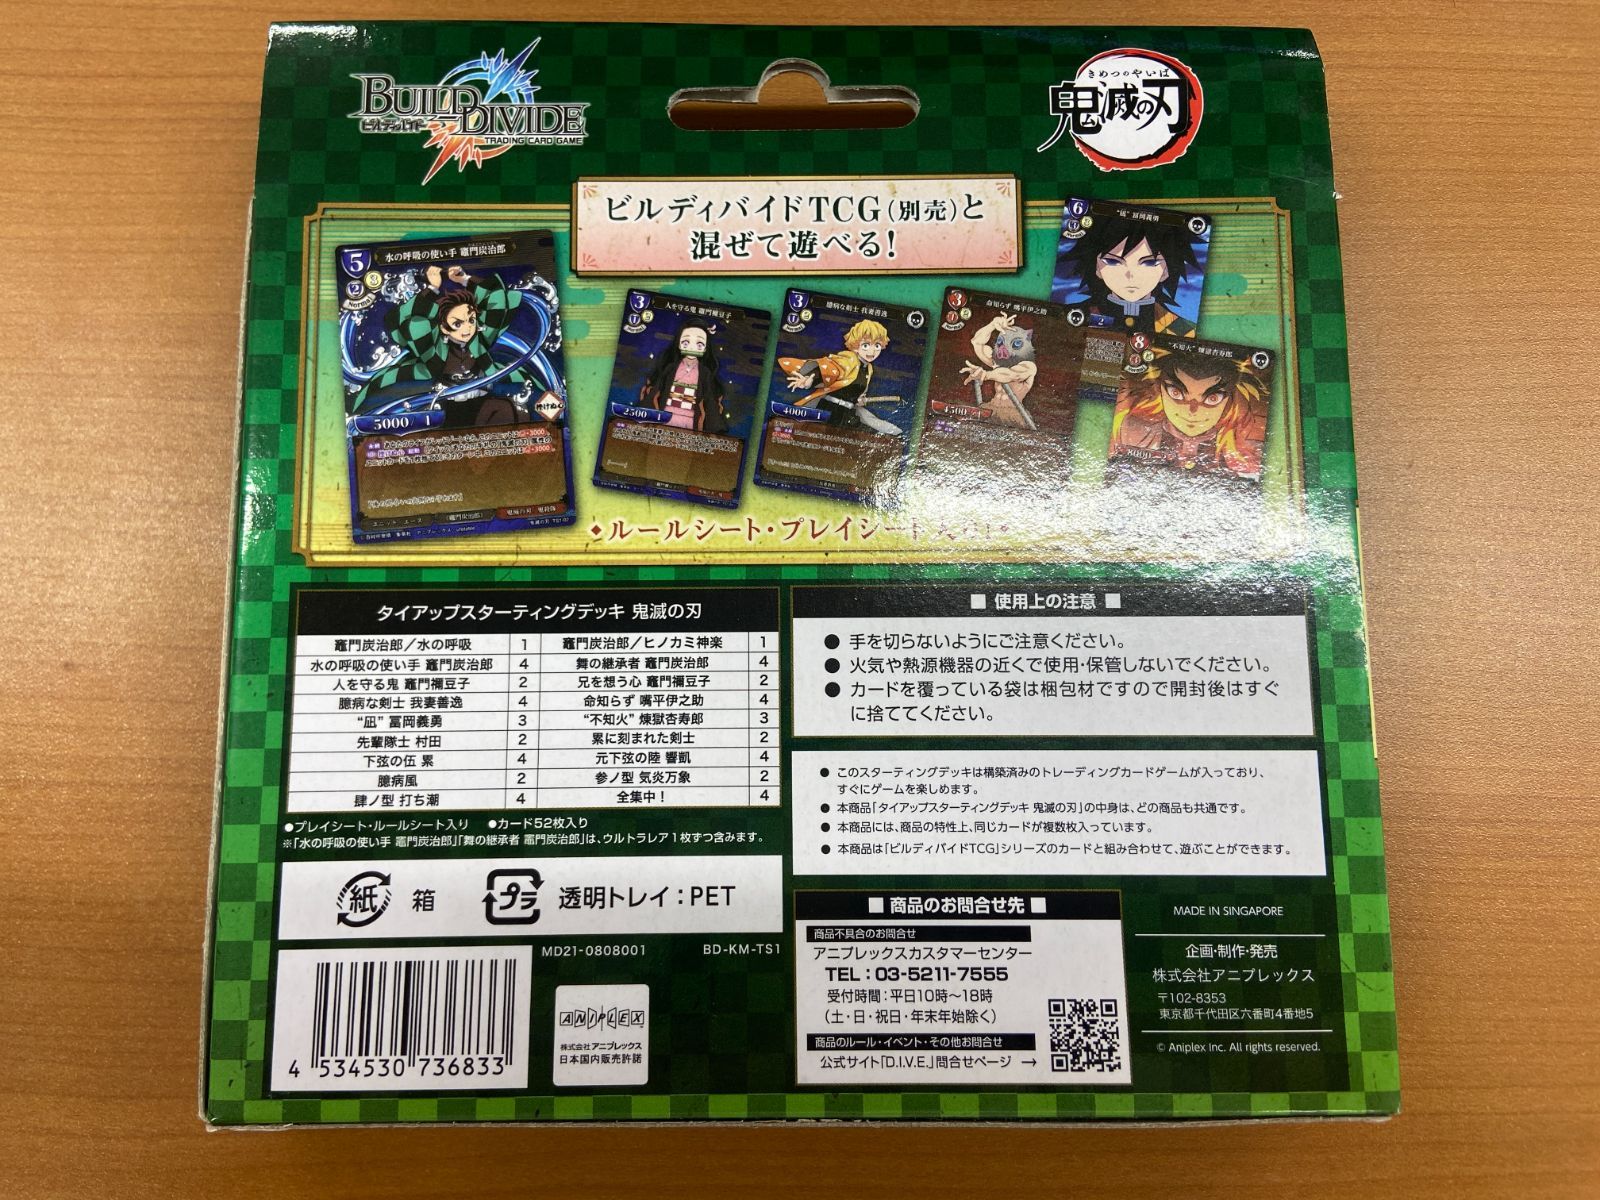 BUILD DIVIDE
ビルディバイド
TRADING CARD GAME
きめつのやいば
鬼滅の刃
ビルディバイドTCG(別売)と
混ぜて遊べる!
5
2
3
Normal
水の呼吸の使い手 竈門炭治郎
5000/ 1
3
人を守る鬼 竈門禰豆子
2500 1
3
臆病な剣士 我妻善逸
4000 1
3
命知らず 嘴平伊之助
4500 1
6
"凪" 冨岡義勇
8
"不知火" 煉獄杏寿郎
8000
ルールシート・プレイシート
タイアップスターティングデッキ 鬼滅の刃
竈門炭治郎/水の呼吸 1 竈門炭治郎/ヒノカミ神楽 1
水の呼吸の使い手 竈門炭治郎 4 舞の継承者 竈門炭治郎 4
人を守る鬼 竈門禰豆子 2 兄を想う心 竈門禰豆子 2
臆病な剣士 我妻善逸 4 命知らず 嘴平伊之助 4
"凪" 冨岡義勇 3 "不知火" 煉獄杏寿郎 3
先輩隊士 村田 2 累に刻まれた剣士 2
下弦の伍 累 4 元下弦の陸 響凱 4
臆病風 2 参ノ型 気炎万象 2
肆ノ型 打ち潮 4 全集中! 4
●プレイシート・ルールシート入り ●カード52枚入り
※「水の呼吸の使い手 竈門炭治郎」「舞の継承者 竈門炭治郎」は、ウルトラレア1枚ずつ含みます。
紙 箱 プラ 透明トレイ:PET
MD21-0808001 BD-KM-TS1
4 534530 736833
ANIPLEX
株式会社アニプレックス
日本国内販売許諾
■ 使用上の注意 ■
● 手を切らないようにご注意ください。
● 火気や熱源機器の近くで使用・保管しないでください。
● カードを覆っている袋は梱包材ですので開封後はすぐ
に捨ててください。
● このスターティングデッキは構築済みのトレーディングカードゲームが入っており、
すぐにゲームを楽しめます。
● 本商品「タイアップスターティングデッキ 鬼滅の刃」の中身は、どの商品も共通です。
● 本商品には、商品の特性上、同じカードが複数枚入っています。
● 本商品は「ビルディバイドTCG」シリーズのカードと組み合わせて、遊ぶことができます。
■ 商品のお問合せ先 ■
商品不具合のお問合せ
アニプレックスカスタマーセンター
TEL:03-5211-7555
受付時間:平日10時〜18時
(土・日・祝日・年末年始除く)
商品のルール・イベント・その他お問合せ
公式サイト「D.I.V.E.」問合せページ →
MADE IN SINGAPORE
企画・制作・発売
株式会社アニプレックス
〒102-8353
東京都千代田区六番町4番地5
© Aniplex Inc. All rights reserved.